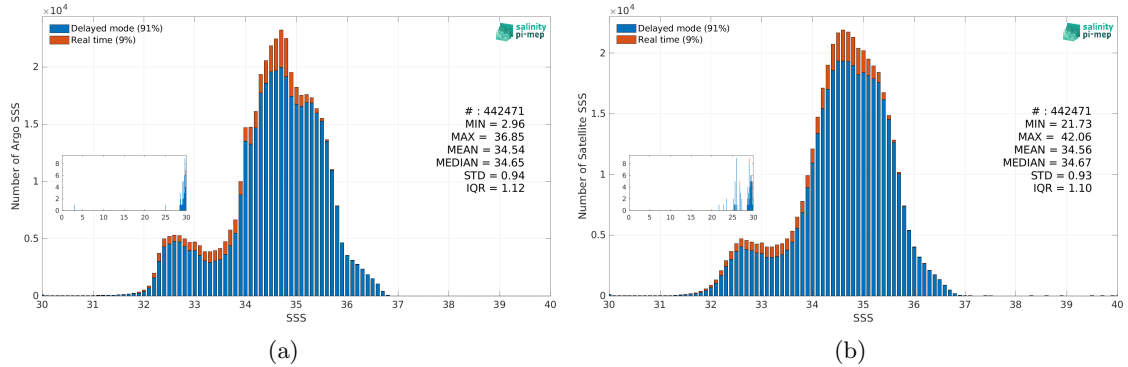 ×10⁴
Delayed mode (91%)
Real time (9%)
salinity
pi-mep
# : 442471
MIN = 2.96
MAX = 36.85
MEAN = 34.54
MEDIAN = 34.65
STD = 0.94
IQR = 1.12
Number of Argo SSS
2
1.5
1
0.5
0
8
6
4
2
0
0 5 10 15 20 25 30
30 31 32 33 34 35 36 37 38 39 40
SSS
(a)
×10⁴
Delayed mode (91%)
Real time (9%)
salinity
pi-mep
# : 442471
MIN = 21.73
MAX = 42.06
MEAN = 34.56
MEDIAN = 34.67
STD = 0.93
IQR = 1.10
Number of Satellite SSS
2
1.5
1
0.5
0
8
6
4
2
0
0 5 10 15 20 25 30
30 31 32 33 34 35 36 37 38 39 40
SSS
(b)